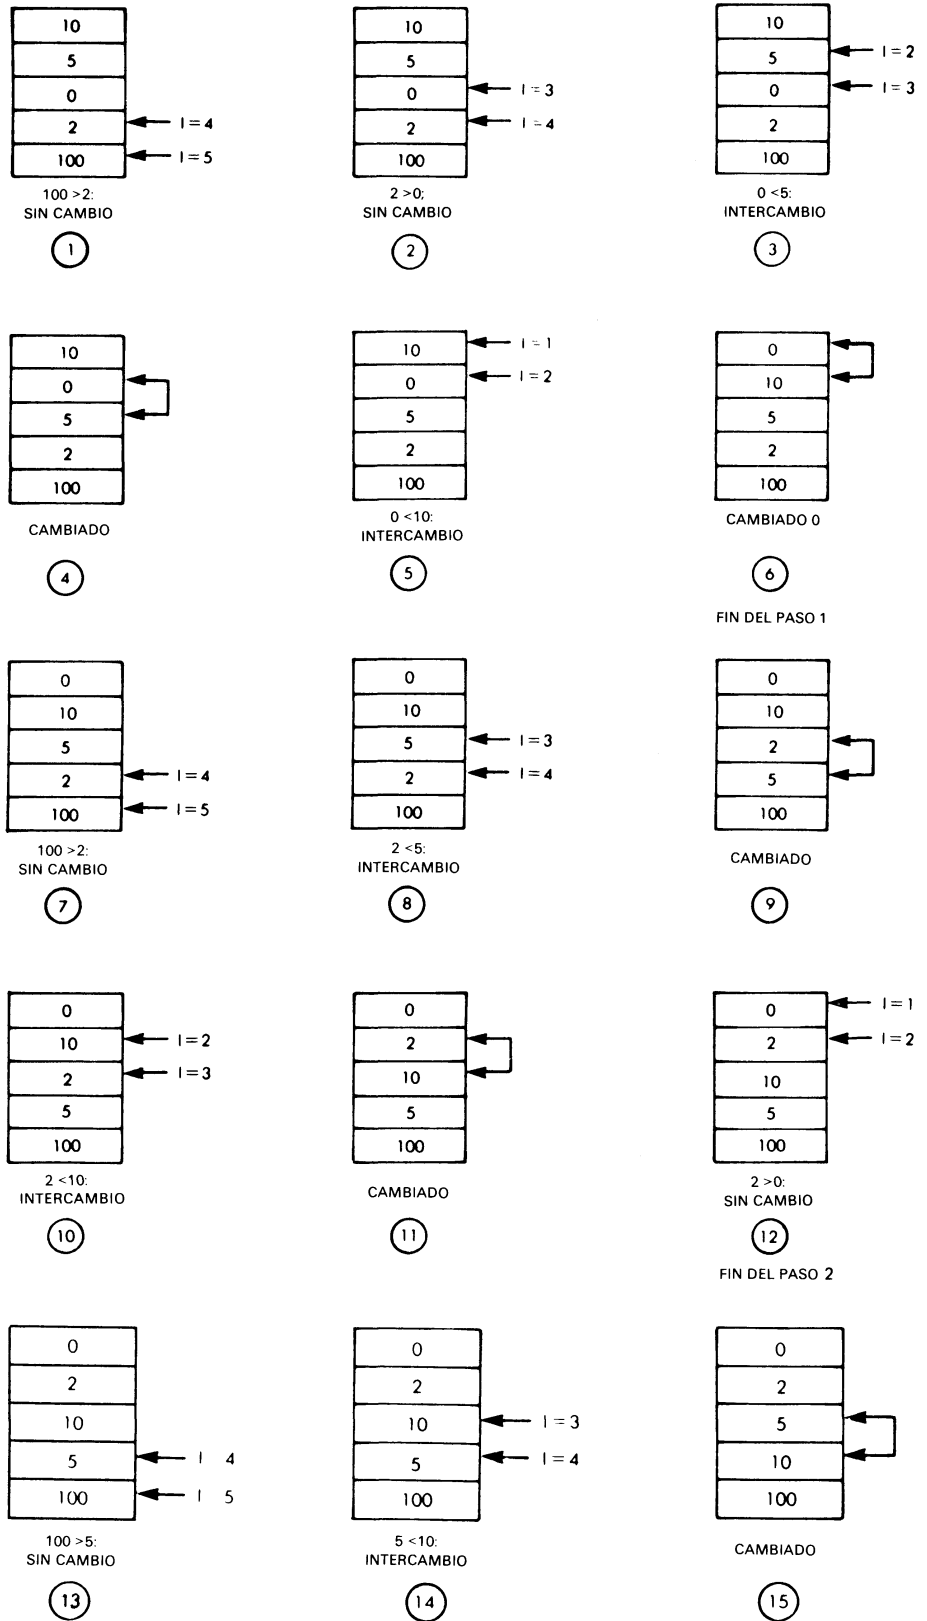 10
5
0
2
100
I = 4
I = 5
100 >2:
SIN CAMBIO
1
10
5
0
2
100
I = 3
I = 4
2 >0;
SIN CAMBIO
2
10
5
0
2
100
I = 2
I = 3
0 <5:
INTERCAMBIO
3
10
0
5
2
100
CAMBIADO
4
10
0
5
2
100
I = 1
I = 2
0 <10:
INTERCAMBIO
5
0
10
5
2
100
CAMBIADO 0
6
FIN DEL PASO 1
0
10
5
2
100
I = 4
I = 5
100 >2:
SIN CAMBIO
7
0
10
5
2
100
I = 3
I = 4
2 <5:
INTERCAMBIO
8
0
10
2
5
100
CAMBIADO
9
0
10
2
5
100
I = 2
I = 3
2 <10:
INTERCAMBIO
10
0
2
10
5
100
CAMBIADO
11
0
2
10
5
100
I = 1
I = 2
2 >0:
SIN CAMBIO
12
FIN DEL PASO 2
0
2
10
5
100
I 4
I 5
100 >5:
SIN CAMBIO
13
0
2
10
5
100
I = 3
I = 4
5 <10:
INTERCAMBIO
14
0
2
5
10
100
CAMBIADO
15